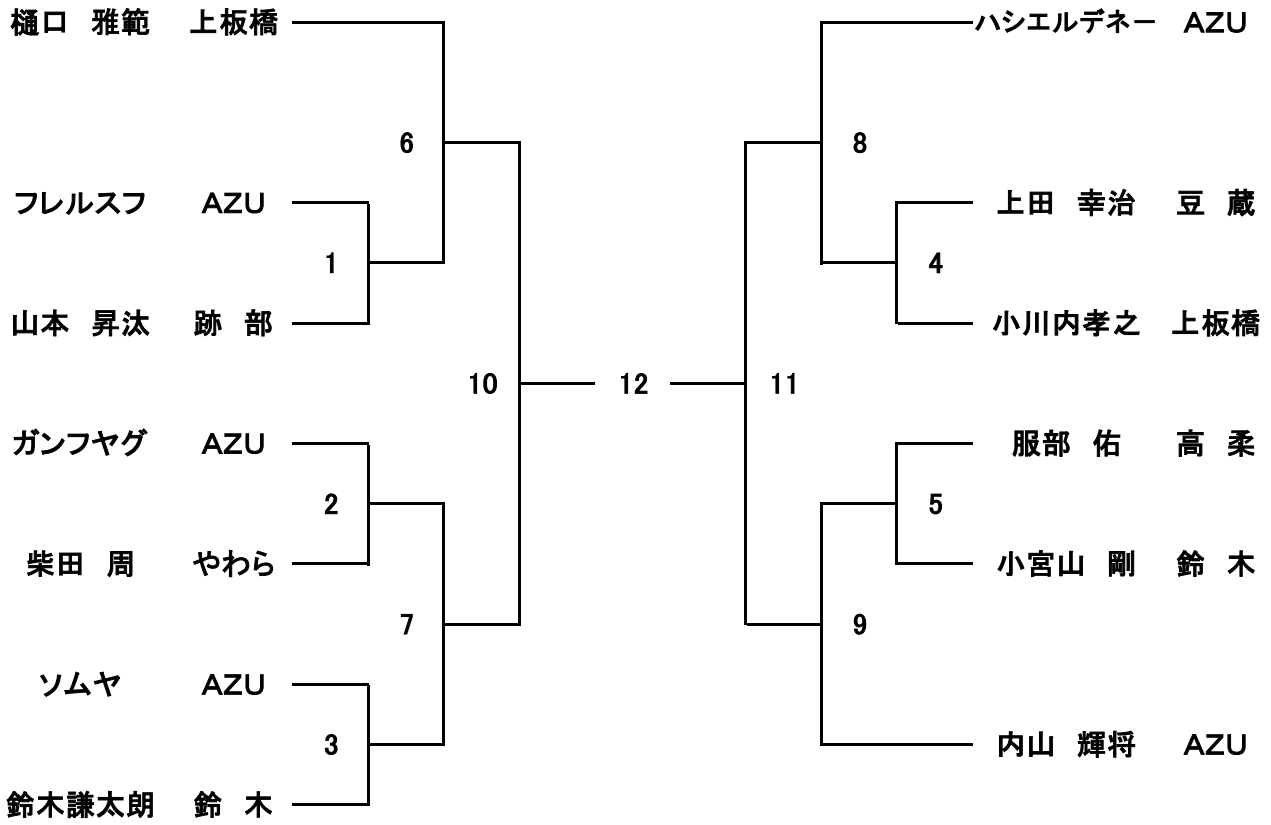 樋口 雅範 上板橋
ハシエルデネー AZU
6
8
フレルスフ AZU
上田 幸治 豆 蔵
1
4
山本 昇汰 跡 部
小川内孝之 上板橋
10
12
11
ガンフヤグ AZU
服部 佑 高 柔
2
5
柴田 周 やわら
小宮山 剛 鈴 木
7
9
ソムヤ AZU
3
内山 輝将 AZU
鈴木謙太朗 鈴 木